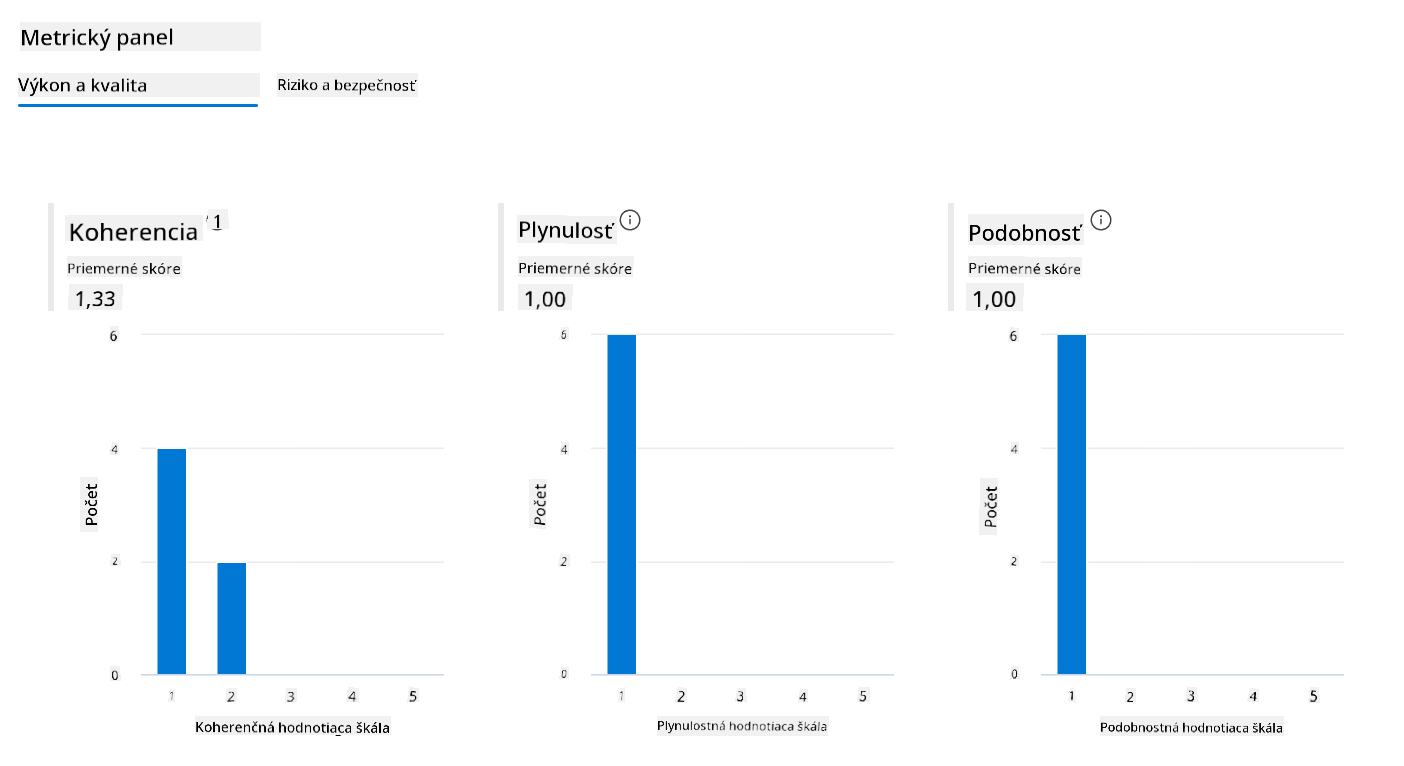 Metrický panel
Výkon a kvalita
Riziko a bezpečnosť
Koherencia 1
Priemerné skóre
1,33
6
4
2
0
Počet
1 2 3 4 5
Koherenčná hodnotiaca škála
Plynulosť
Priemerné skóre
1,00
6
4
2
0
Počet
1 2 3 4 5
Plynulostná hodnotiaca škála
Podobnosť
Priemerné skóre
1,00
6
4
2
0
Počet
1 2 3 4 5
Podobnostná hodnotiaca škála